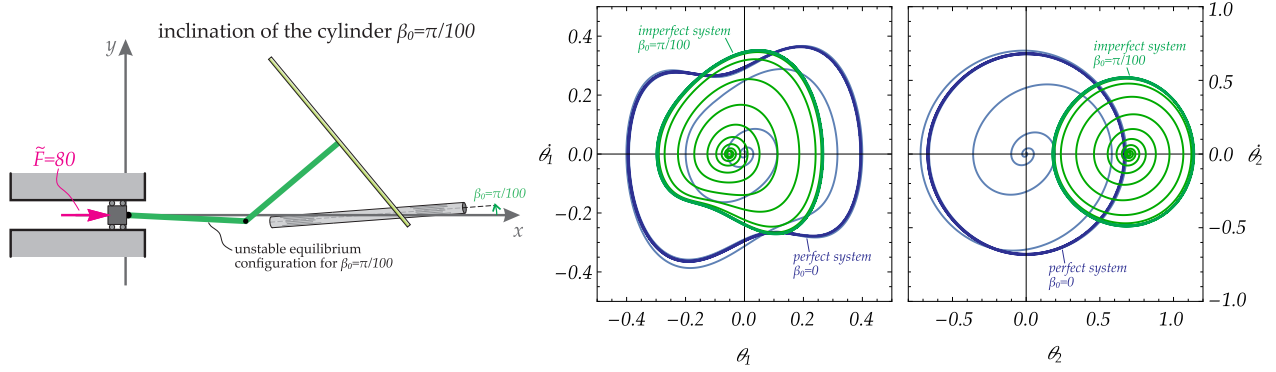 inclination of the cylinder β₀=π/100
y
F̃=80
β₀=π/100
x
unstable equilibrium
configuration for β₀=π/100
0.4
0.2
0.0
−0.2
−0.4
θ̇₁
imperfect system
β₀=π/100
perfect system
β₀=0
−0.4
−0.2
0.0
0.2
0.4
θ₁
imperfect system
β₀=π/100
perfect system
β₀=0
1.0
0.5
0.0
−0.5
−1.0
θ̇₂
−0.5
0.0
0.5
1.0
θ₂